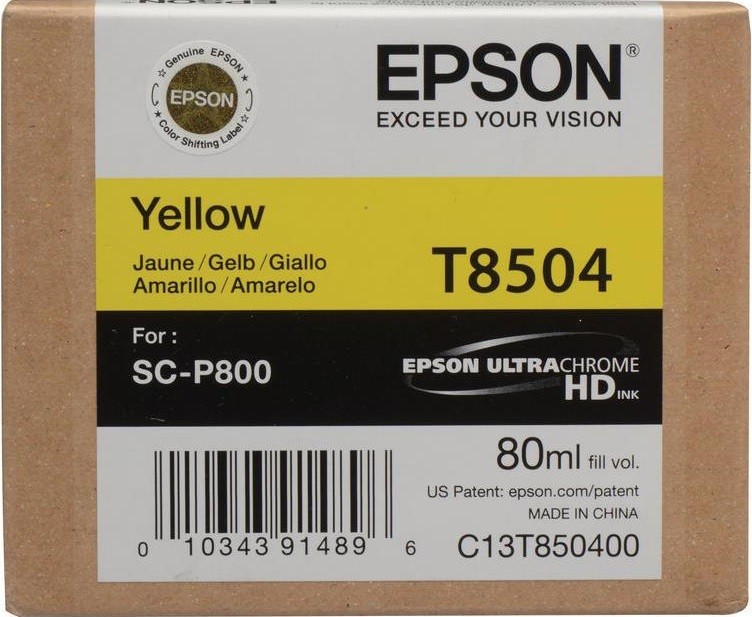 Genuine EPSON
EPSON
Color Shifting Label
EPSON®
EXCEED YOUR VISION
Yellow
Jaune/Gelb/Giallo
Amarillo/Amarelo
T8504
For :
SC-P800
EPSON ULTRACHROME
HD INK
80ml fill vol.
US Patent: epson.com/patent
MADE IN CHINA
0 10343 91489 6
C13T850400